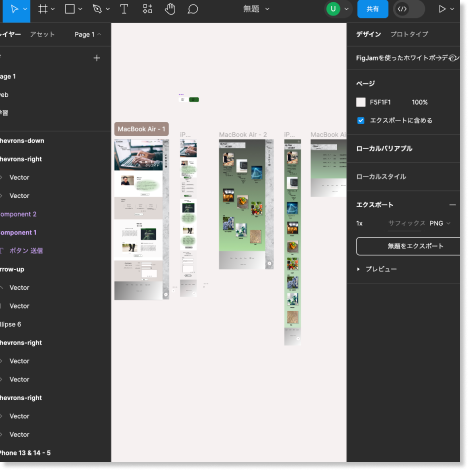 T
無題
U
共有
</>
レイヤー アセット Page 1
デザイン プロトタイプ
FigJamを使ったホワイトボーディン
age 1
web
学習
ページ
F5F1F1 100%
エクスポートに含める
ローカルバリアブル
ローカルスタイル
エクスポート
1x サフィックス PNG
無題をエクスポート
プレビュー
hevrons-down
hevrons-right
Vector
Vector
omponent 2
omponent 1
ボタン 送信
rrow-up
Vector
Vector
llipse 6
hevrons-right
Vector
Vector
hevrons-right
Vector
Vector
Phone 13 & 14 - 5
MacBook Air - 1
iP...
MacBook Air - 2
iP...
MacBook Air